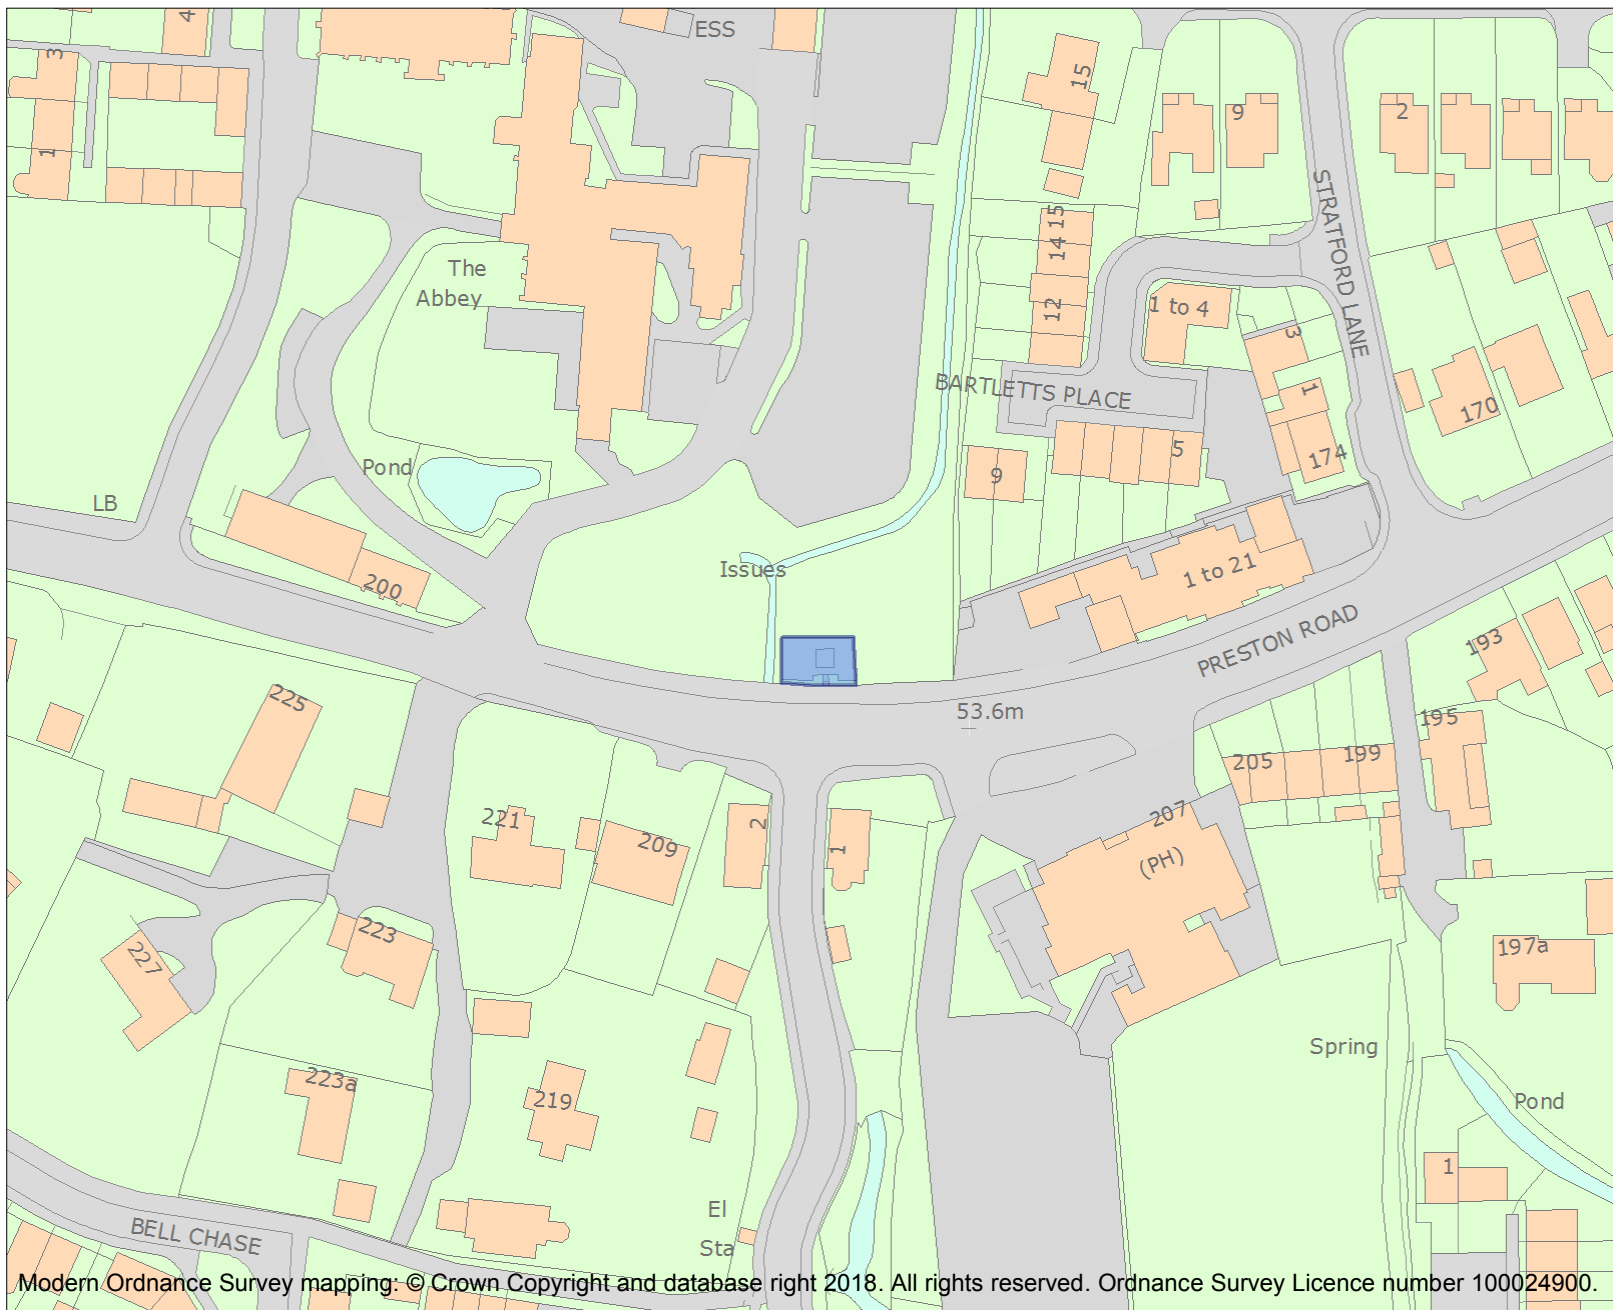 4
ESS
3
15
9
2
1
STRATFORD LANE
14 15
The
Abbey
12
1 to 4
3
BARTLETTS PLACE
1
170
5
174
Pond
9
LB
Issues
1 to 21
200
PRESTON ROAD
193
225
53.6m
195
205
199
221
2
207
209
1
(PH)
223
227
197a
Spring
223a
219
Pond
1
El
Sta
BELL CHASE
Modern Ordnance Survey mapping: © Crown Copyright and database right 2018. All rights reserved. Ordnance Survey Licence number 100024900.